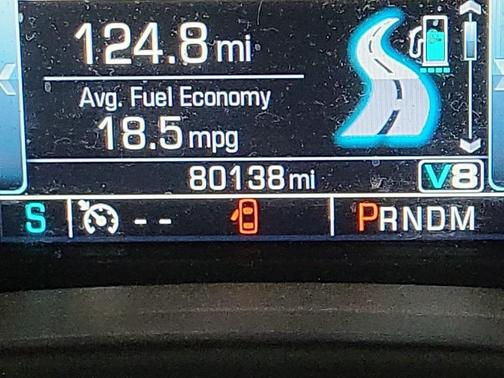 124.8 mi
Avg. Fuel Economy
18.5 mpg
80138 mi V8
S -- PRNDM